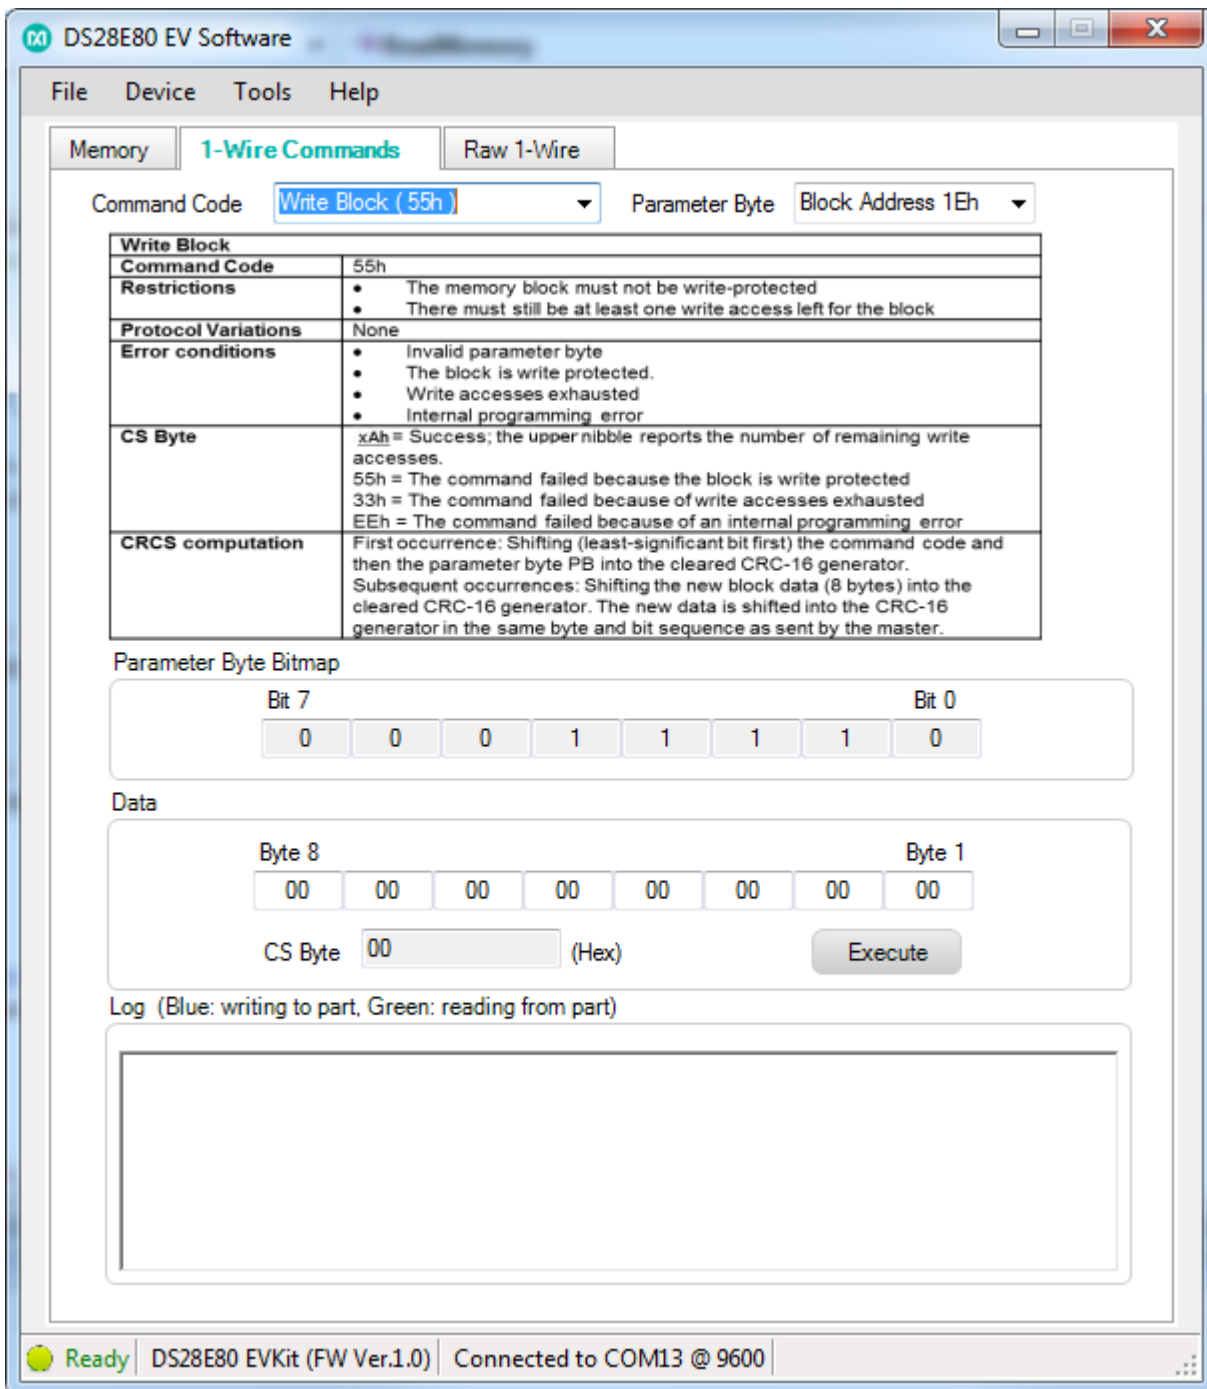 DS28E80 EV Software
File Device Tools Help
Memory 1-Wire Commands Raw 1-Wire
Command Code Write Block ( 55h ) Parameter Byte Block Address 1Eh
Write Block
Command Code 55h
Restrictions • The memory block must not be write-protected
• There must still be at least one write access left for the block
Protocol Variations None
Error conditions • Invalid parameter byte
• The block is write protected.
• Write accesses exhausted
• Internal programming error
CS Byte xAh = Success; the upper nibble reports the number of remaining write
accesses.
55h = The command failed because the block is write protected
33h = The command failed because of write accesses exhausted
EEh = The command failed because of an internal programming error
CRCS computation First occurrence: Shifting (least-significant bit first) the command code and
then the parameter byte PB into the cleared CRC-16 generator.
Subsequent occurrences: Shifting the new block data (8 bytes) into the
cleared CRC-16 generator. The new data is shifted into the CRC-16
generator in the same byte and bit sequence as sent by the master.
Parameter Byte Bitmap
Bit 7 Bit 0
0 0 0 1 1 1 1 0
Data
Byte 8 Byte 1
00 00 00 00 00 00 00 00
CS Byte 00 (Hex) Execute
Log (Blue: writing to part, Green: reading from part)
Ready DS28E80 EVKit (FW Ver.1.0) Connected to COM13 @ 9600